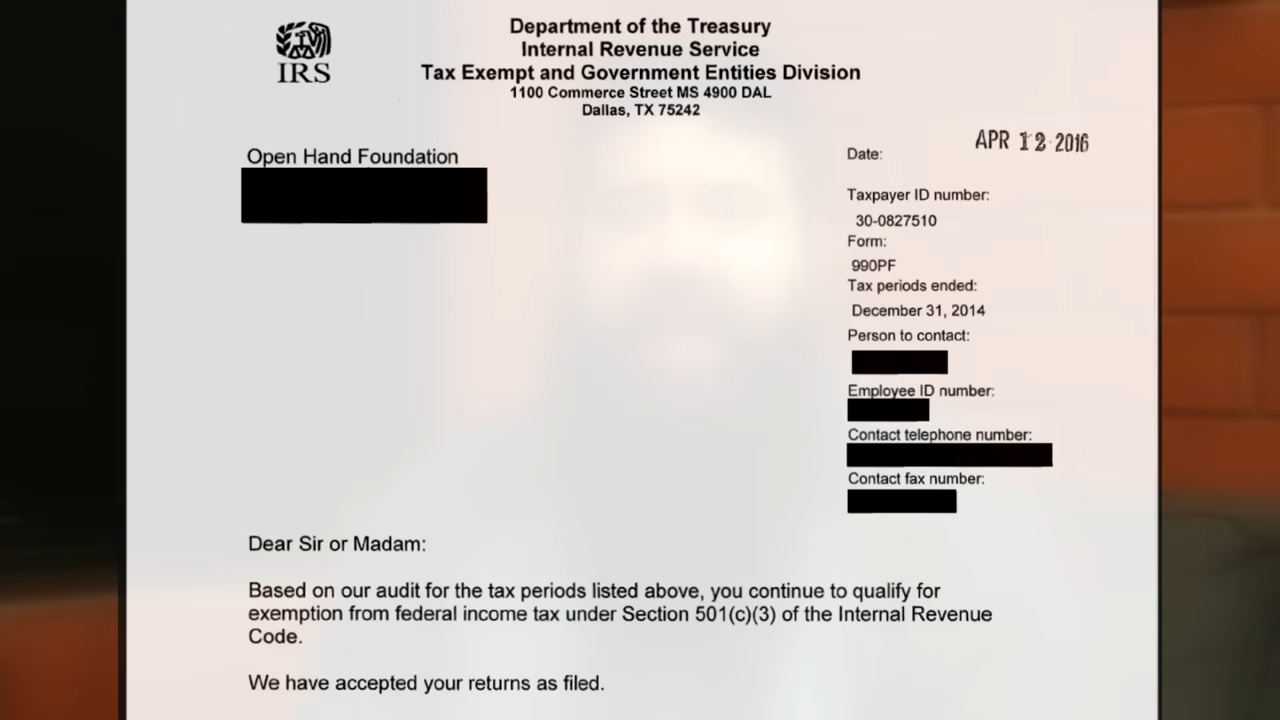 Department of the Treasury
Internal Revenue Service
Tax Exempt and Government Entities Division
1100 Commerce Street MS 4900 DAL
Dallas, TX 75242
IRS
Open Hand Foundation
Date:
APR 12 2016
Taxpayer ID number:
30-0827510
Form:
990PF
Tax periods ended:
December 31, 2014
Person to contact:
Employee ID number:
Contact telephone number:
Contact fax number:
Dear Sir or Madam:
Based on our audit for the tax periods listed above, you continue to qualify for
exemption from federal income tax under Section 501(c)(3) of the Internal Revenue
Code.
We have accepted your returns as filed.